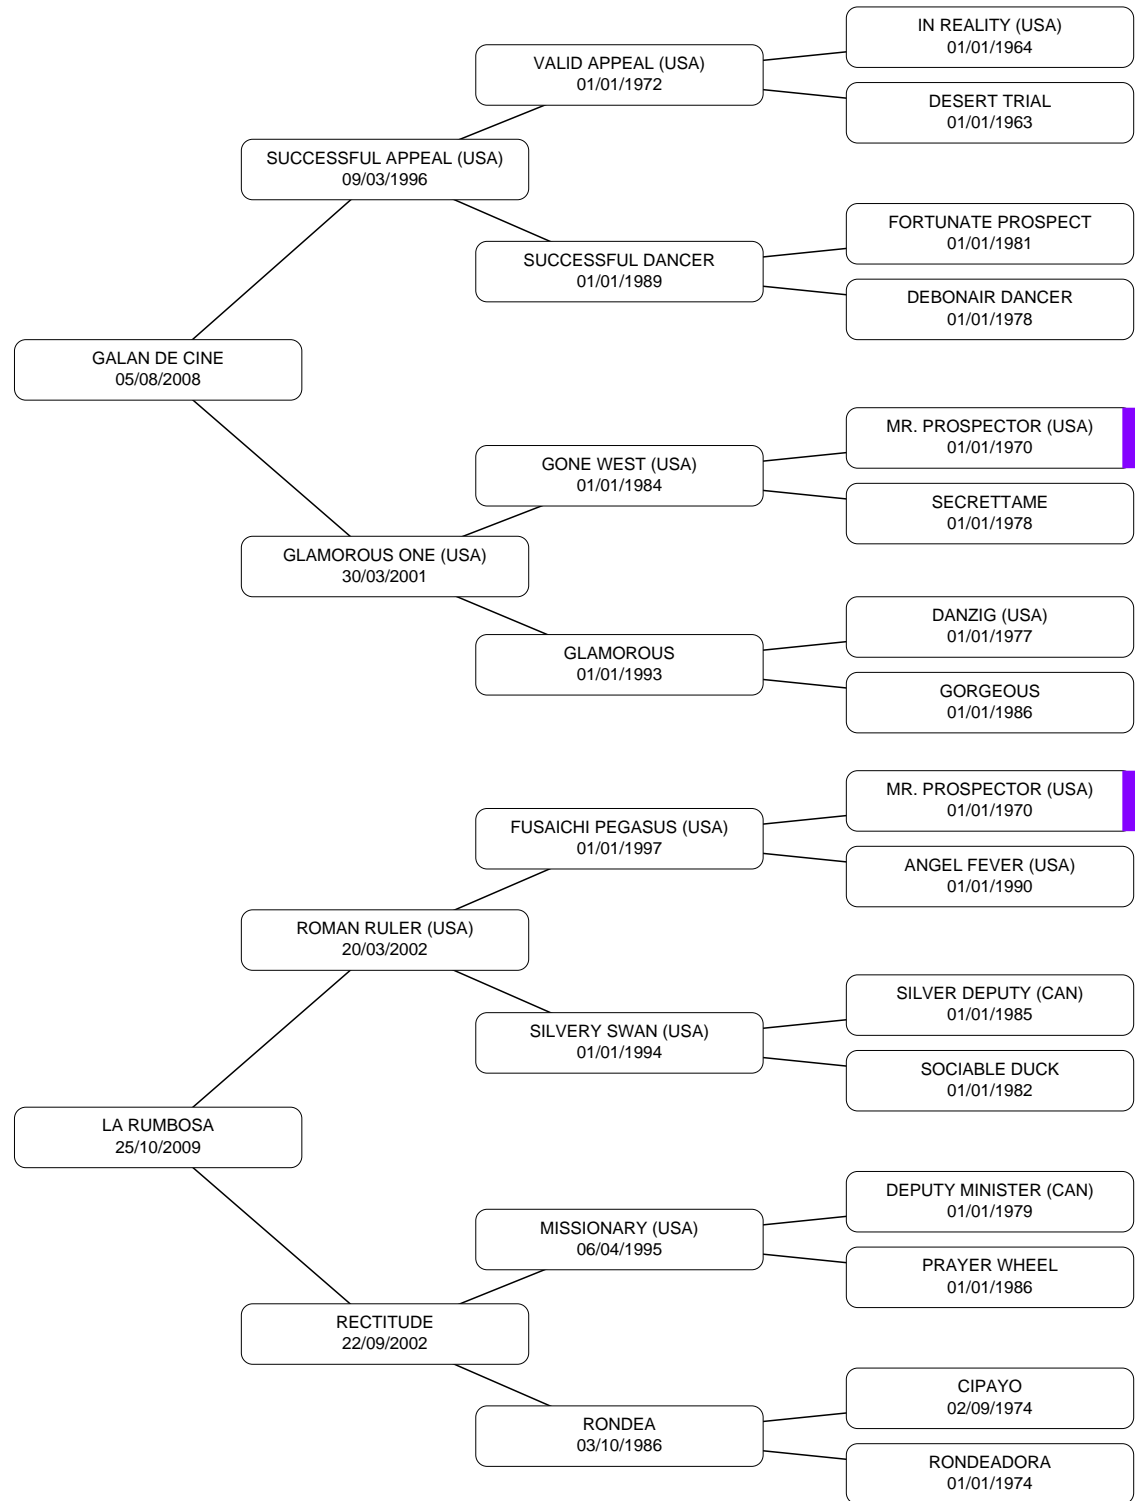 IN REALITY (USA)
01/01/1964
VALID APPEAL (USA)
01/01/1972
DESERT TRIAL
01/01/1963
SUCCESSFUL APPEAL (USA)
09/03/1996
FORTUNATE PROSPECT
01/01/1981
SUCCESSFUL DANCER
01/01/1989
DEBONAIR DANCER
01/01/1978
GALAN DE CINE
05/08/2008
MR. PROSPECTOR (USA)
01/01/1970
GONE WEST (USA)
01/01/1984
SECRETTAME
01/01/1978
GLAMOROUS ONE (USA)
30/03/2001
DANZIG (USA)
01/01/1977
GLAMOROUS
01/01/1993
GORGEOUS
01/01/1986
MR. PROSPECTOR (USA)
01/01/1970
FUSAICHI PEGASUS (USA)
01/01/1997
ANGEL FEVER (USA)
01/01/1990
ROMAN RULER (USA)
20/03/2002
SILVER DEPUTY (CAN)
01/01/1985
SILVERY SWAN (USA)
01/01/1994
SOCIABLE DUCK
01/01/1982
LA RUMBOSA
25/10/2009
DEPUTY MINISTER (CAN)
01/01/1979
MISSIONARY (USA)
06/04/1995
PRAYER WHEEL
01/01/1986
RECTITUDE
22/09/2002
CIPAYO
02/09/1974
RONDEA
03/10/1986
RONDEADORA
01/01/1974